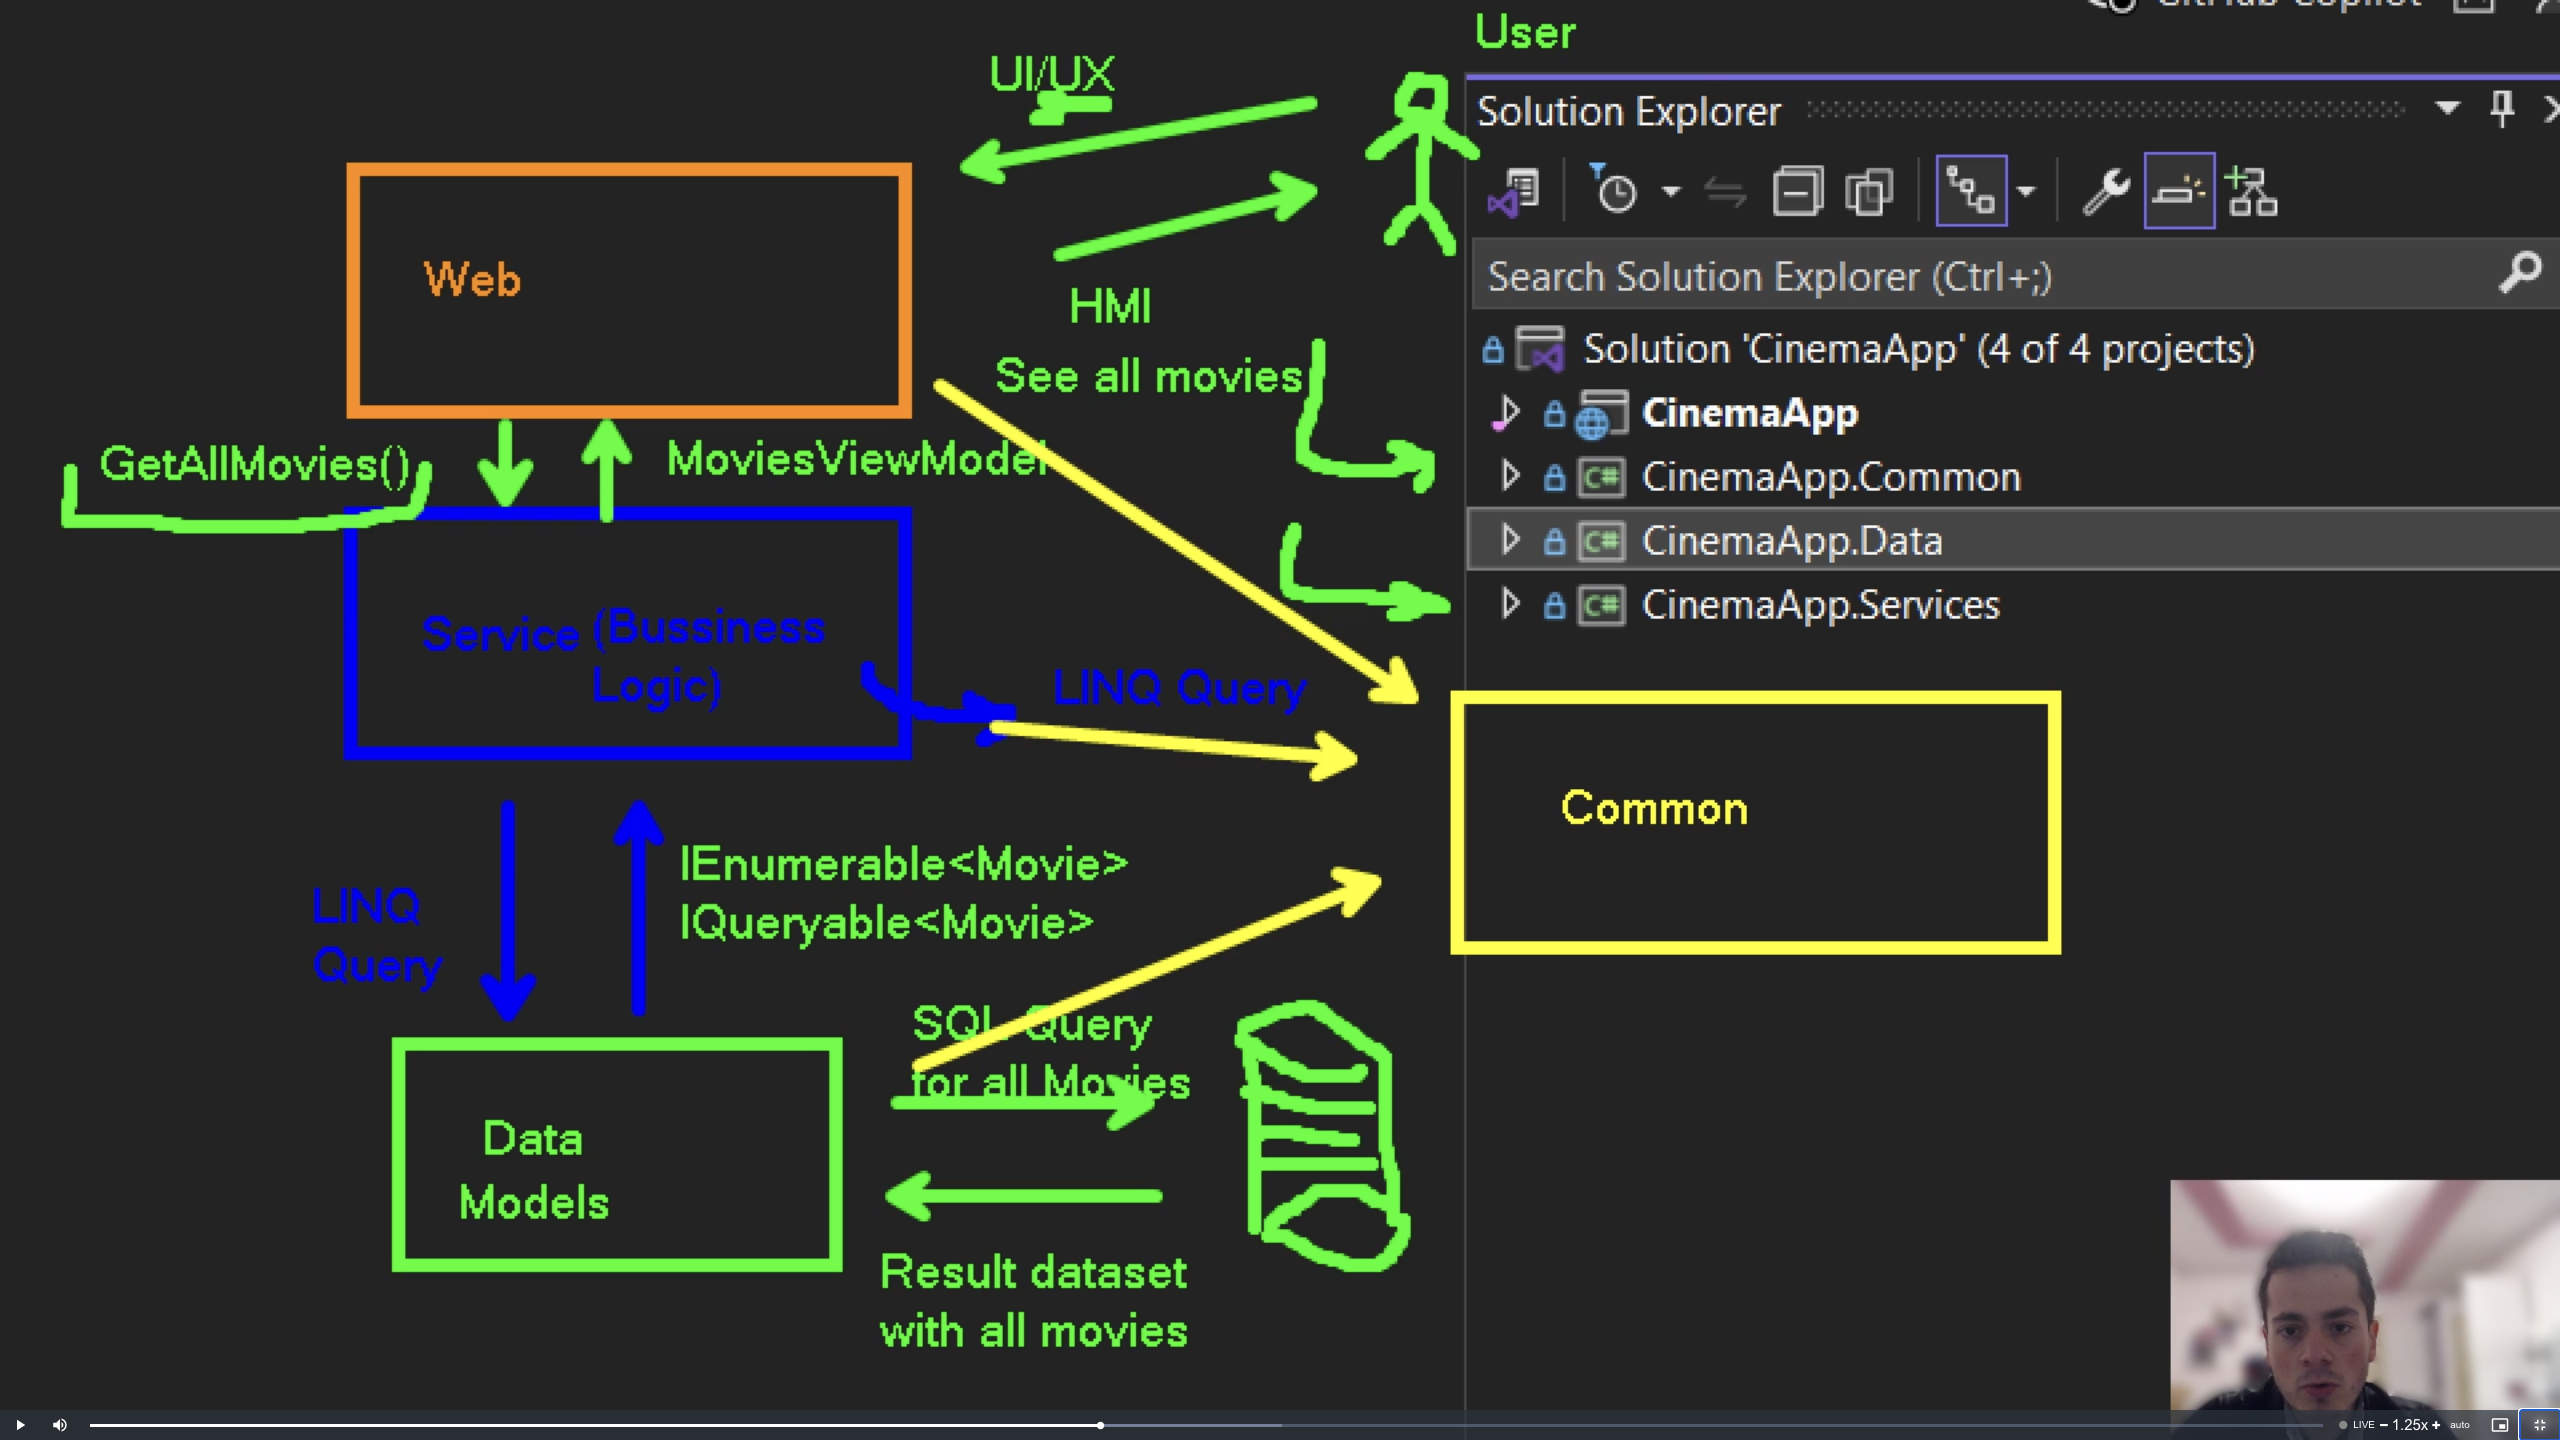 GitHub Copilot
User
UI/UX
Solution Explorer
Search Solution Explorer (Ctrl+;)
Web
HMI
See all movies
Solution 'CinemaApp' (4 of 4 projects)
CinemaApp
CinemaApp.Common
CinemaApp.Data
CinemaApp.Services
GetAllMovies()
MoviesViewModel
Service (Bussiness
Logic)
LINQ Query
Common
IEnumerable<Movie>
IQueryable<Movie>
LINQ
Query
SQL Query
for all Movies
Data
Models
Result dataset
with all movies
LIVE
1.25x
auto